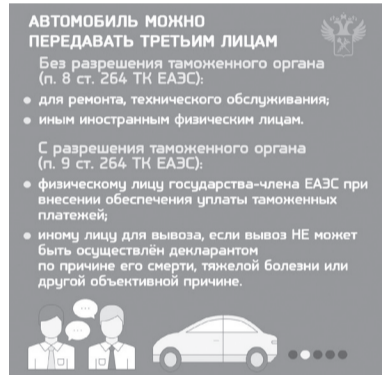 АВТОМОБИЛЬ МОЖНО
ПЕРЕДАВАТЬ ТРЕТЬИМ ЛИЦАМ
Без разрешения таможенного органа
(п. 8 ст. 264 ТК ЕАЭС):
для ремонта, технического обслуживания;
иным иностранным физическим лицам.
С разрешения таможенного органа
(п. 9 ст. 264 ТК ЕАЭС):
физическому лицу государства-члена ЕАЭС при
внесении обеспечения уплаты таможенных
платежей;
иному лицу для вывоза, если вывоз НЕ может
быть осуществлён декларантом
по причине его смерти, тяжелой болезни или
другой объективной причине.